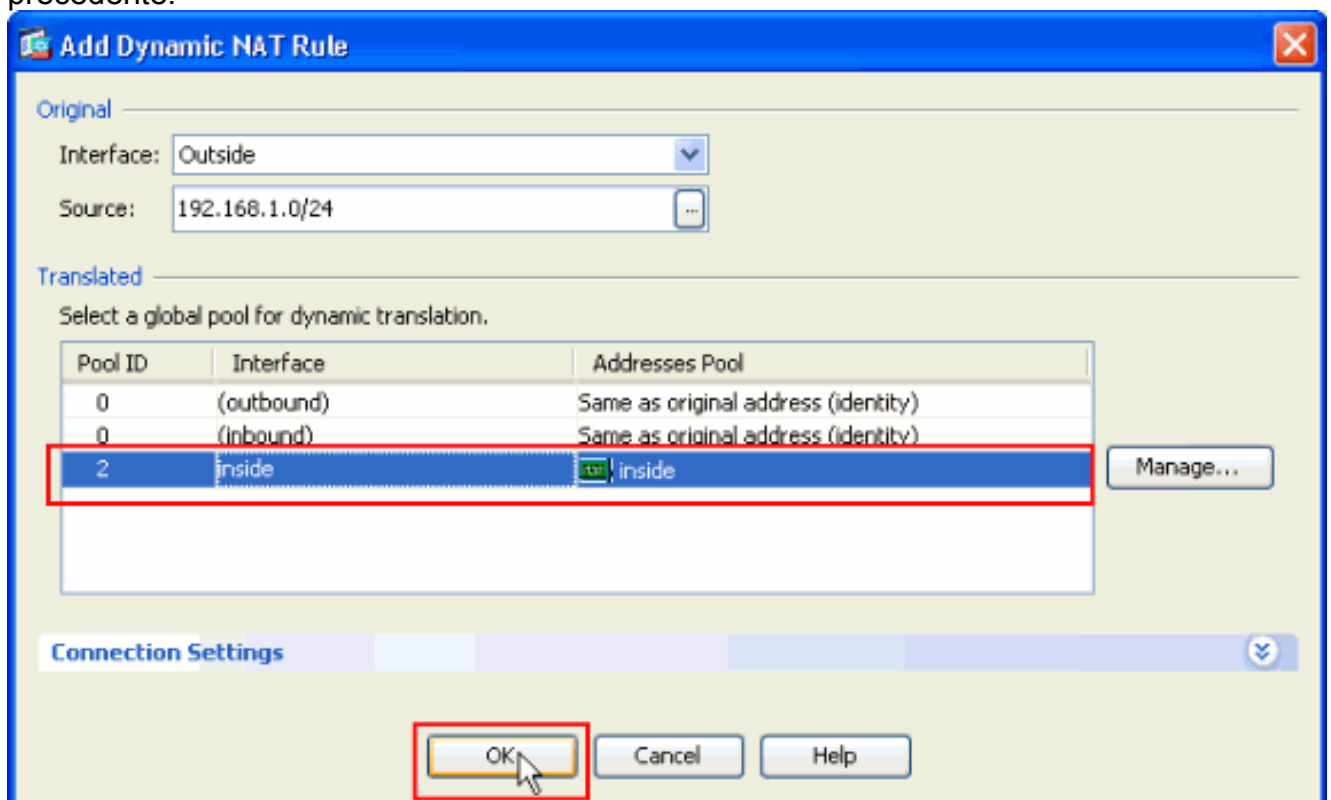 precedente.
Add Dynamic NAT Rule
Original
Interface: Outside
Source: 192.168.1.0/24 ...
Translated
Select a global pool for dynamic translation.
Pool ID Interface Addresses Pool
0 (outbound) Same as original address (identity)
0 (inbound) Same as original address (identity)
2 inside inside
Manage...
Connection Settings
OK Cancel Help